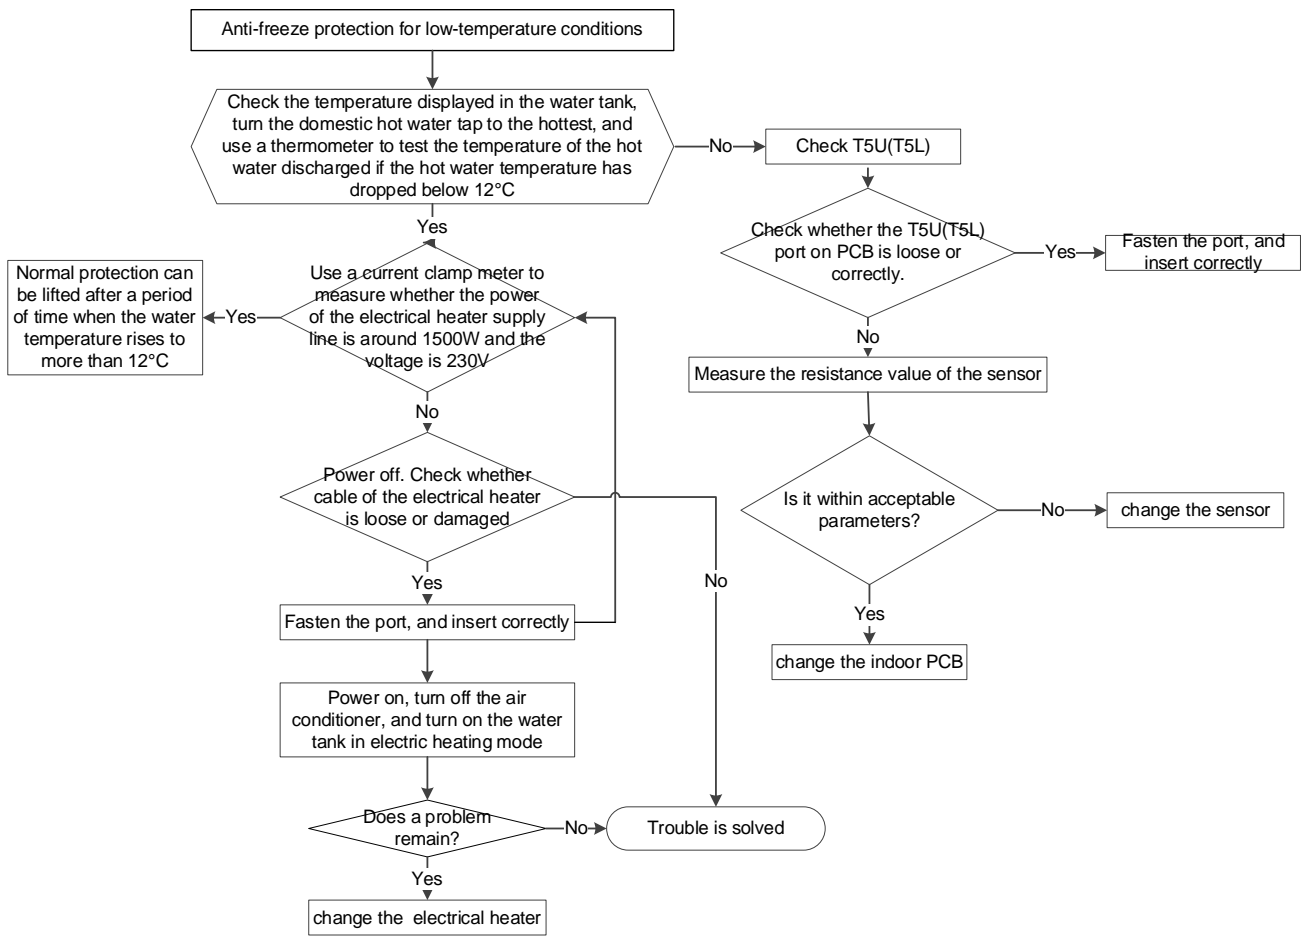 Anti-freeze protection for low-temperature conditions
Check the temperature displayed in the water tank,
turn the domestic hot water tap to the hottest, and
use a thermometer to test the temperature of the hot
water discharged if the hot water temperature has
dropped below 12°C
No
Check T5U(T5L)
Yes
Check whether the T5U(T5L)
port on PCB is loose or
correctly.
Yes
Fasten the port, and
insert correctly
Use a current clamp meter to
measure whether the power
of the electrical heater supply
line is around 1500W and the
voltage is 230V
Yes
Normal protection can
be lifted after a period
of time when the water
temperature rises to
more than 12°C
No
Measure the resistance value of the sensor
No
Power off. Check whether
cable of the electrical heater
is loose or damaged
Is it within acceptable
parameters?
No
change the sensor
Yes
No
Yes
Fasten the port, and insert correctly
change the indoor PCB
Power on, turn off the air
conditioner, and turn on the water
tank in electric heating mode
Does a problem
remain?
No
Trouble is solved
Yes
change the  electrical heater